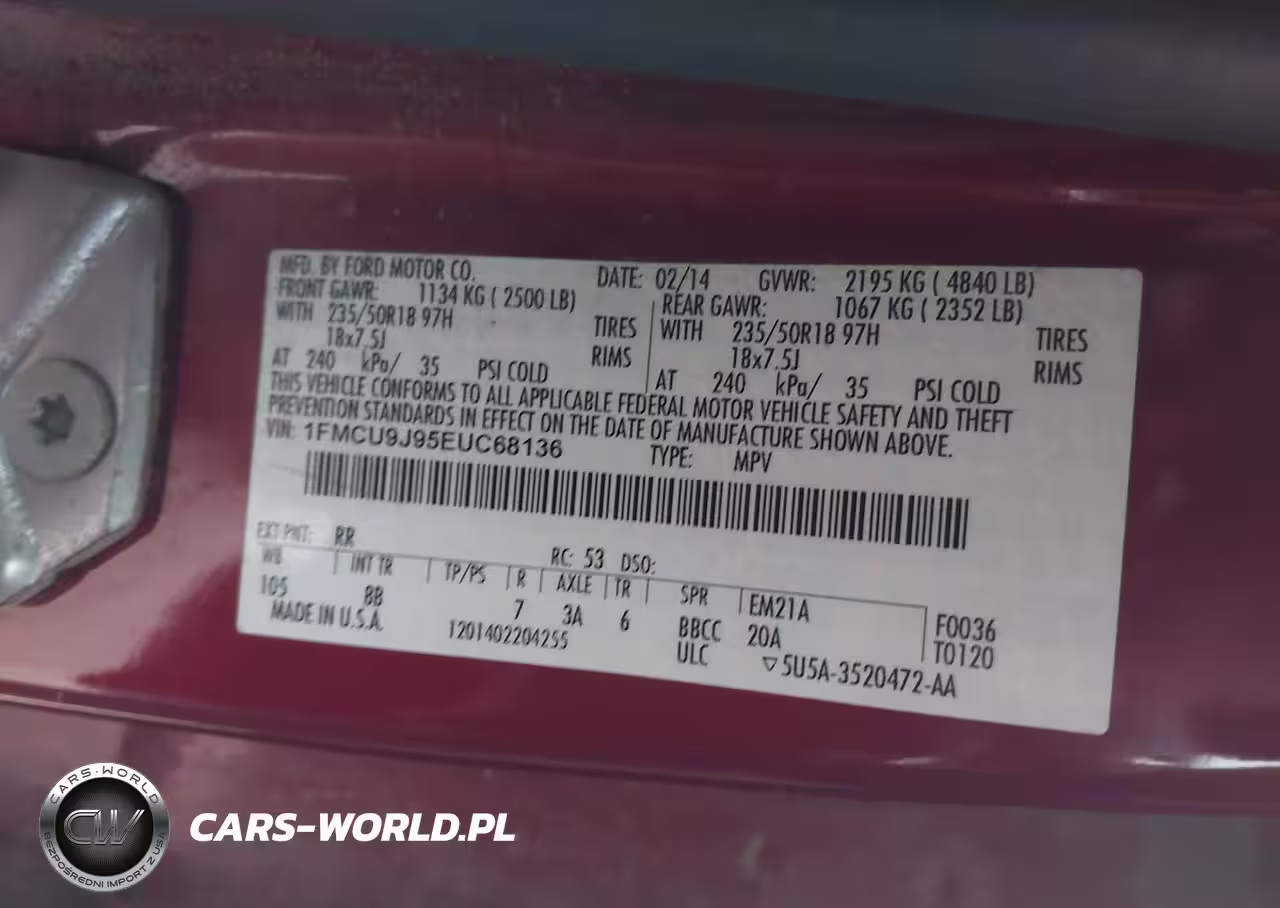 MFD. BY FORD MOTOR CO. DATE: 02/14 GVWR: 2195 KG ( 4840 LB)
FRONT GAWR: 1134 KG ( 2500 LB) REAR GAWR: 1067 KG ( 2352 LB)
WITH 235/50R18 97H TIRES WITH 235/50R18 97H TIRES
18x7.5J RIMS 18x7.5J RIMS
AT 240 kPa/ 35 PSI COLD AT 240 kPa/ 35 PSI COLD
THIS VEHICLE CONFORMS TO ALL APPLICABLE FEDERAL MOTOR VEHICLE SAFETY AND THEFT
PREVENTION STANDARDS IN EFFECT ON THE DATE OF MANUFACTURE SHOWN ABOVE.
VIN: 1FMCU9J95EUC68136 TYPE: MPV
EXT PNT: RR RC: 53 DSO:
WB INT TR TP/PS R AXLE TR SPR EM21A F0036
105 8B 7 3A 6 BBCC 20A T0120
MADE IN U.S.A. 1201402204255 ULC ▽5U5A-3520472-AA
CARS-WORLD
CW
BEZPOŚREDNI IMPORT Z USA
CARS-WORLD.PL